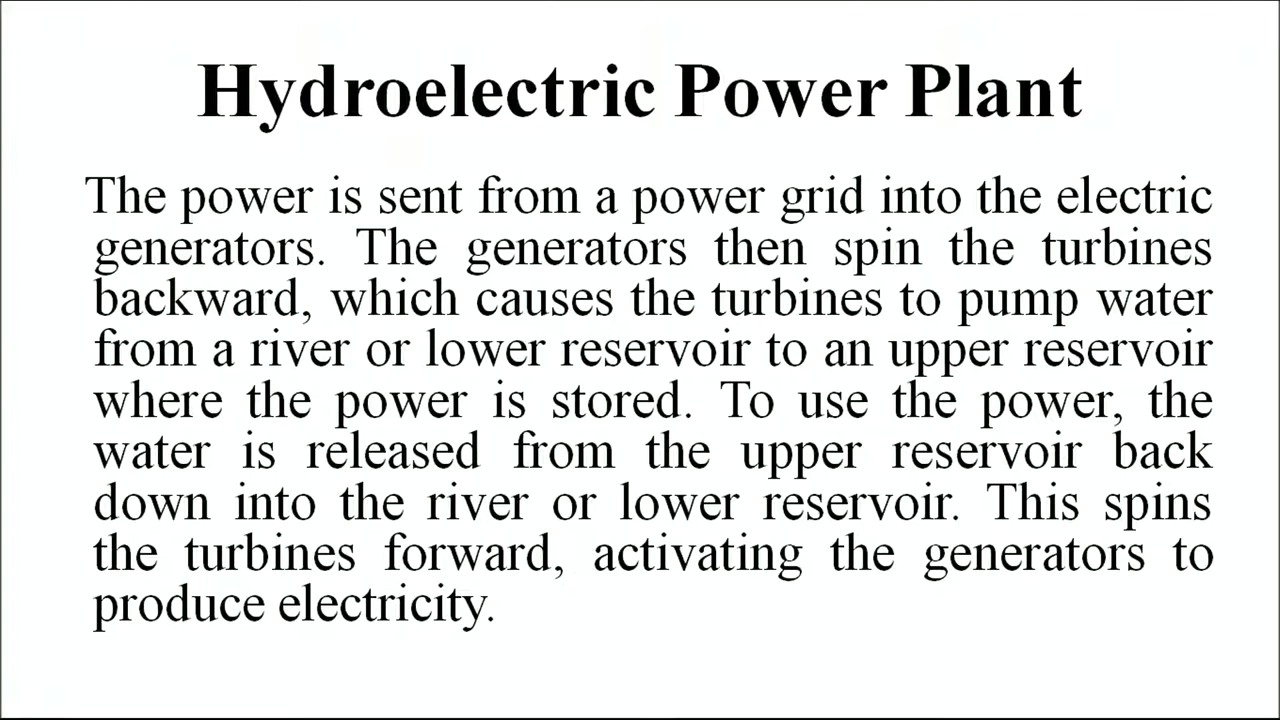 Hydroelectric Power Plant
The power is sent from a power grid into the electric
generators. The generators then spin the turbines
backward, which causes the turbines to pump water
from a river or lower reservoir to an upper reservoir
where the power is stored. To use the power, the
water is released from the upper reservoir back
down into the river or lower reservoir. This spins
the turbines forward, activating the generators to
produce electricity.